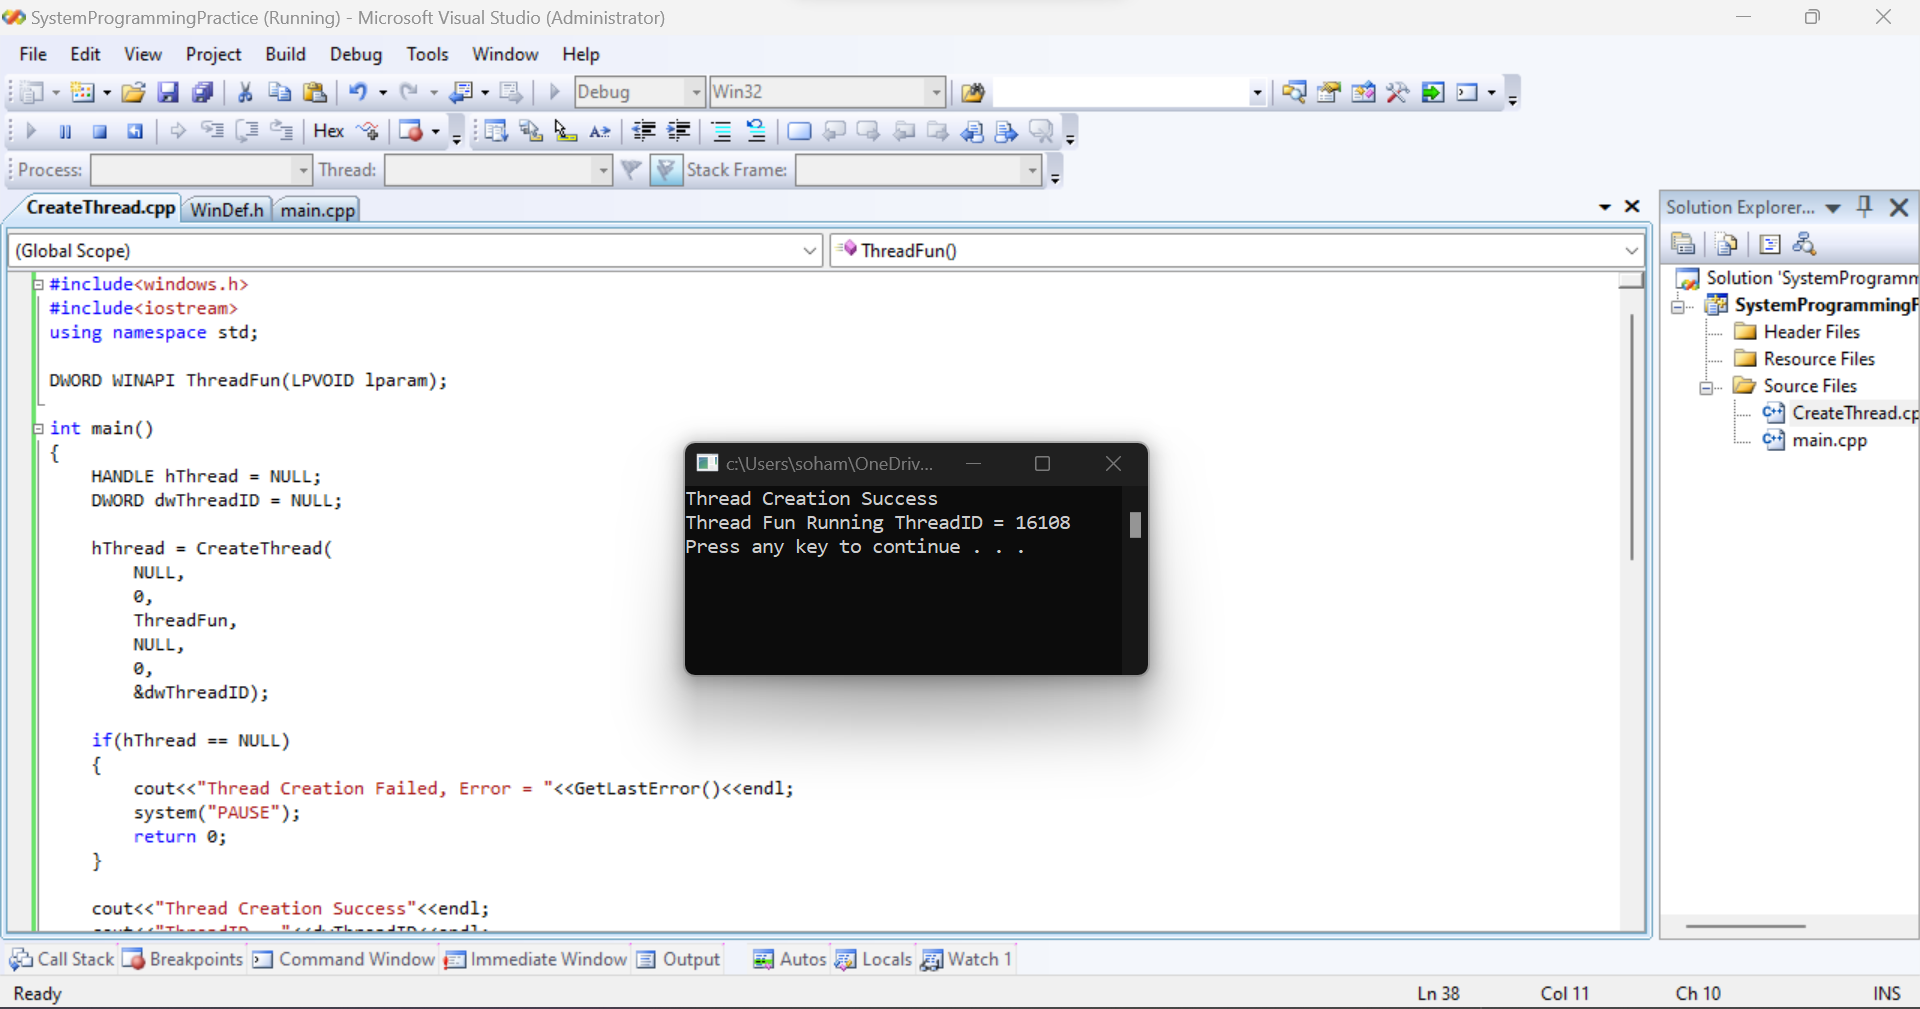 SystemProgrammingPractice (Running) - Microsoft Visual Studio (Administrator)
File Edit View Project Build Debug Tools Window Help
Debug Win32
Hex
Process: Thread: Stack Frame:
CreateThread.cpp WinDef.h main.cpp
(Global Scope) ThreadFun()
#include<windows.h>
#include<iostream>
using namespace std;
DWORD WINAPI ThreadFun(LPVOID lparam);
int main()
{
HANDLE hThread = NULL;
DWORD dwThreadID = NULL;
hThread = CreateThread(
NULL,
0,
ThreadFun,
NULL,
0,
&dwThreadID);
if(hThread == NULL)
{
cout<<"Thread Creation Failed, Error = "<<GetLastError()<<endl;
system("PAUSE");
return 0;
}
cout<<"Thread Creation Success"<<endl;
c:\Users\soham\OneDriv...
Thread Creation Success
Thread Fun Running ThreadID = 16108
Press any key to continue . . .
Solution Explorer...
Solution 'SystemProgramm
SystemProgrammingP
Header Files
Resource Files
Source Files
CreateThread.cp
main.cpp
Call Stack Breakpoints Command Window Immediate Window Output Autos Locals Watch 1
Ready Ln 38 Col 11 Ch 10 INS